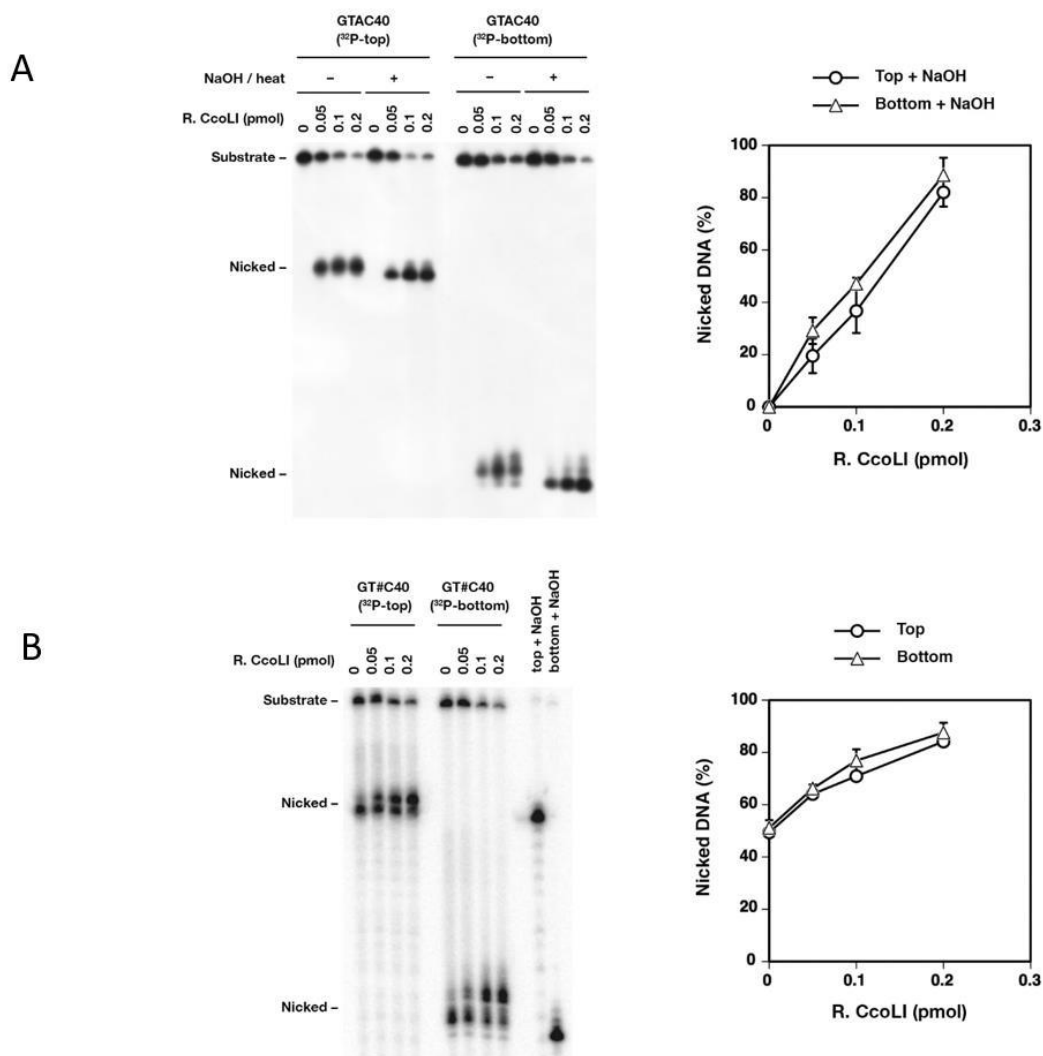 A
GTAC40
(³²P-top)
GTAC40
(³²P-bottom)
NaOH / heat
– + – +
R. CcoLI (pmol)
0 0.05 0.1 0.2 0 0.05 0.1 0.2 0 0.05 0.1 0.2 0 0.05 0.1 0.2
Substrate –
Nicked –
Nicked –
Top + NaOH
Bottom + NaOH
Nicked DNA (%)
100
80
60
40
20
0
0 0.1 0.2 0.3
R. CcoLI (pmol)
B
GT#C40
(³²P-top)
GT#C40
(³²P-bottom)
top + NaOH
bottom + NaOH
R. CcoLI (pmol)
0 0.05 0.1 0.2 0 0.05 0.1 0.2
Substrate –
Nicked –
Nicked –
Top
Bottom
Nicked DNA (%)
100
80
60
40
20
0
0 0.1 0.2 0.3
R. CcoLI (pmol)